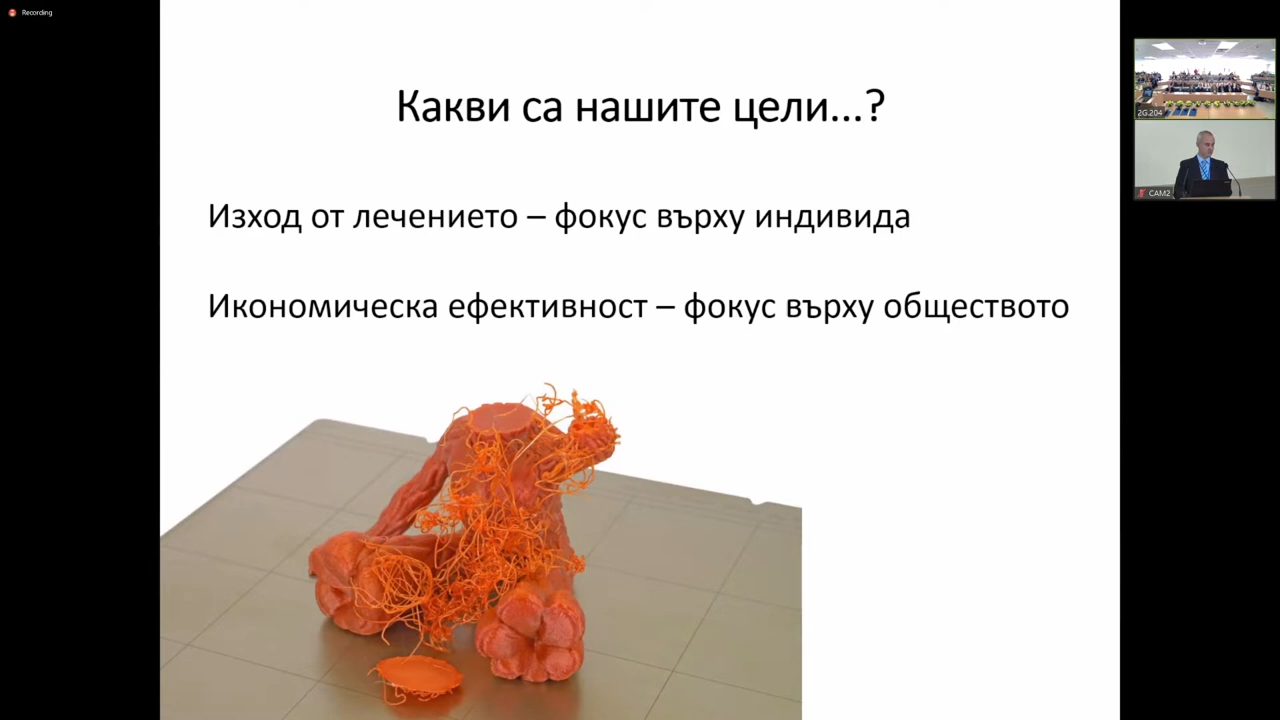 Recording
Какви са нашите цели...?
Изход от лечението – фокус върху индивида
Икономическа ефективност – фокус върху обществото
2G.204
CAM2